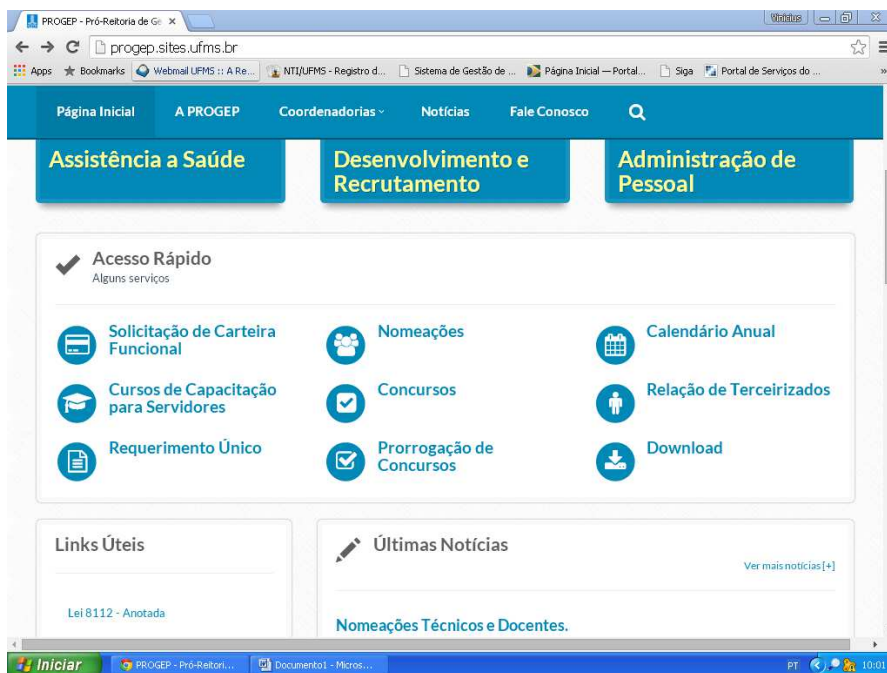 PROGEP - Pró-Reitoria de Ge
Vinicius
progep.sites.ufms.br
Apps Bookmarks Webmail UFMS :: A Re... NTI/UFMS - Registro d... Sistema de Gestão de ... Página Inicial — Portal... Siga Portal de Serviços do ... »
Página Inicial A PROGEP Coordenadorias Notícias Fale Conosco
Assistência a Saúde
Desenvolvimento e
Recrutamento
Administração de
Pessoal
Acesso Rápido
Alguns serviços
Solicitação de Carteira
Funcional
Nomeações
Calendário Anual
Cursos de Capacitação
para Servidores
Concursos
Relação de Terceirizados
Requerimento Único
Prorrogação de
Concursos
Download
Links Úteis
Últimas Notícias
Ver mais notícias [+]
Lei 8112 - Anotada
Nomeações Técnicos e Docentes.
Iniciar PROGEP - Pró-Reitori... Documento1 - Micros... PT 10:01